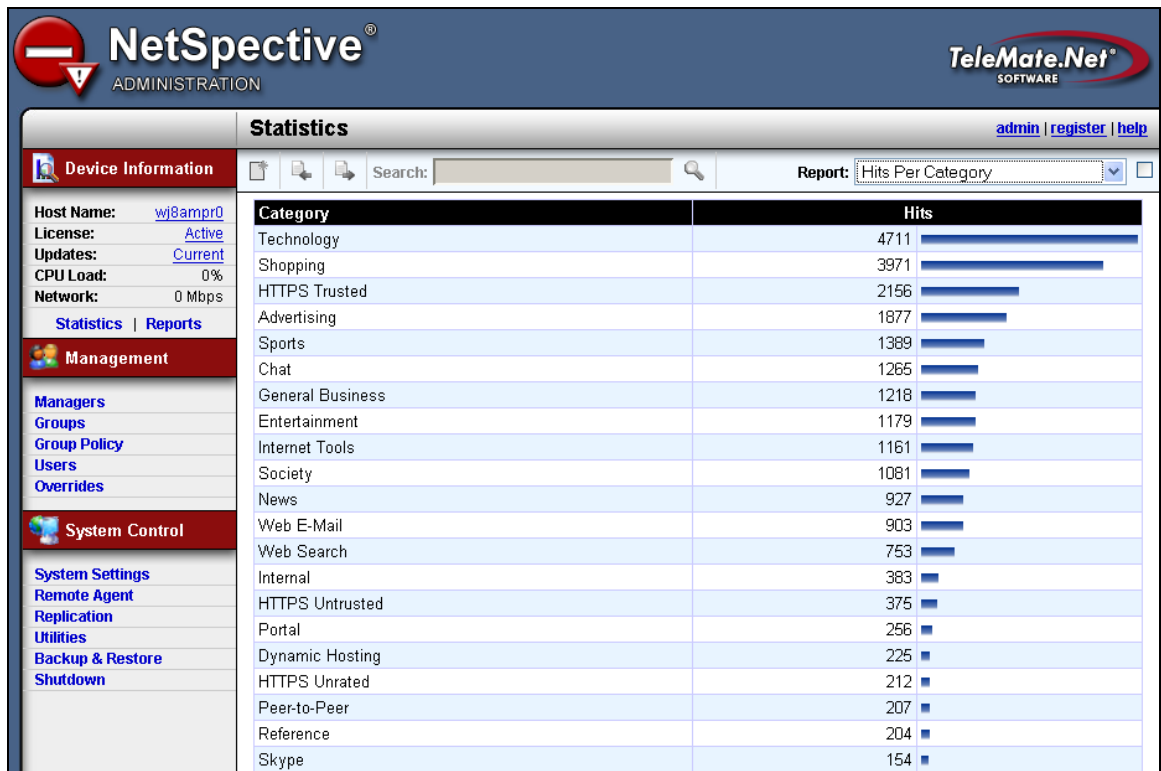 NetSpective®
ADMINISTRATION
TeleMate.Net®
SOFTWARE
Statistics
admin | register | help
Device Information
Search:
Report: Hits Per Category
Host Name: wj8ampr0
License: Active
Updates: Current
CPU Load: 0%
Network: 0 Mbps
Statistics | Reports
Management
Managers
Groups
Group Policy
Users
Overrides
System Control
System Settings
Remote Agent
Replication
Utilities
Backup & Restore
Shutdown
Category Hits
Technology 4711
Shopping 3971
HTTPS Trusted 2156
Advertising 1877
Sports 1389
Chat 1265
General Business 1218
Entertainment 1179
Internet Tools 1161
Society 1081
News 927
Web E-Mail 903
Web Search 753
Internal 383
HTTPS Untrusted 375
Portal 256
Dynamic Hosting 225
HTTPS Unrated 212
Peer-to-Peer 207
Reference 204
Skype 154